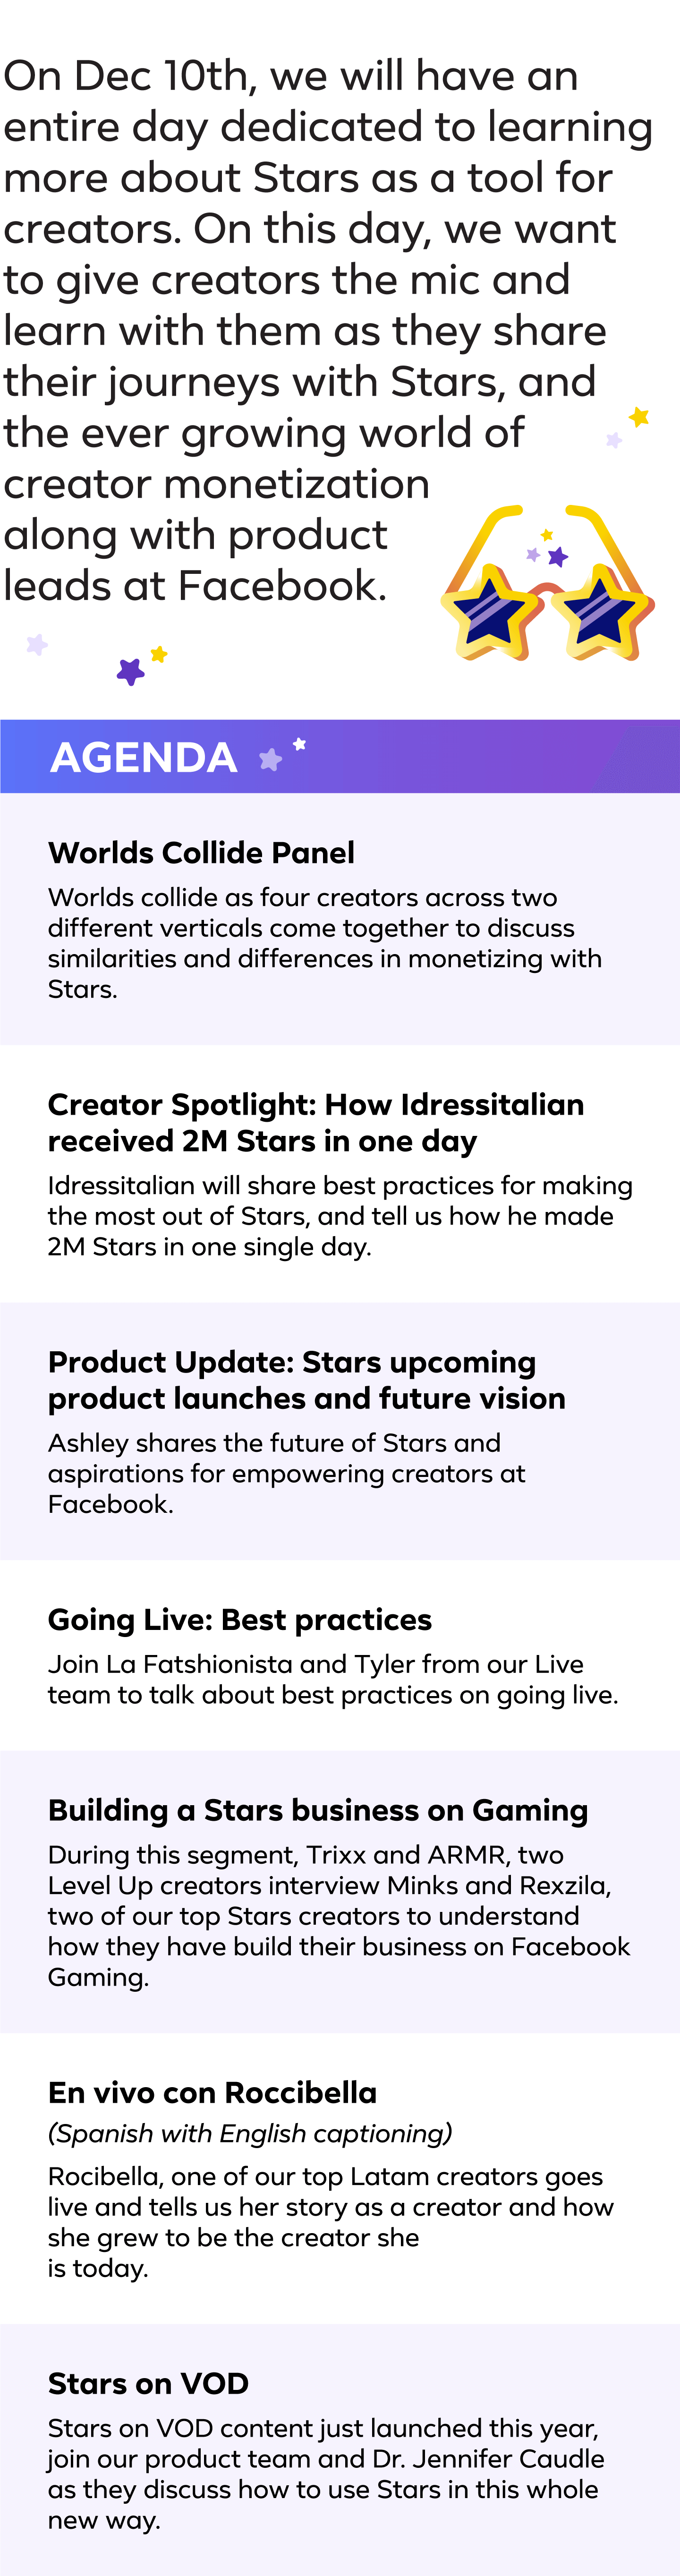 On Dec 10th, we will have an
entire day dedicated to learning
more about Stars as a tool for
creators. On this day, we want
to give creators the mic and
learn with them as they share
their journeys with Stars, and
the ever growing world of
creator monetization
along with product
leads at Facebook.
AGENDA
Worlds Collide Panel
Worlds collide as four creators across two
different verticals come together to discuss
similarities and differences in monetizing with
Stars.
Creator Spotlight: How Idressitalian
received 2M Stars in one day
Idressitalian will share best practices for making
the most out of Stars, and tell us how he made
2M Stars in one single day.
Product Update: Stars upcoming
product launches and future vision
Ashley shares the future of Stars and
aspirations for empowering creators at
Facebook.
Going Live: Best practices
Join La Fatshionista and Tyler from our Live
team to talk about best practices on going live.
Building a Stars business on Gaming
During this segment, Trixx and ARMR, two
Level Up creators interview Minks and Rexzila,
two of our top Stars creators to understand
how they have build their business on Facebook
Gaming.
En vivo con Roccibella
(Spanish with English captioning)
Rocibella, one of our top Latam creators goes
live and tells us her story as a creator and how
she grew to be the creator she
is today.
Stars on VOD
Stars on VOD content just launched this year,
join our product team and Dr. Jennifer Caudle
as they discuss how to use Stars in this whole
new way.